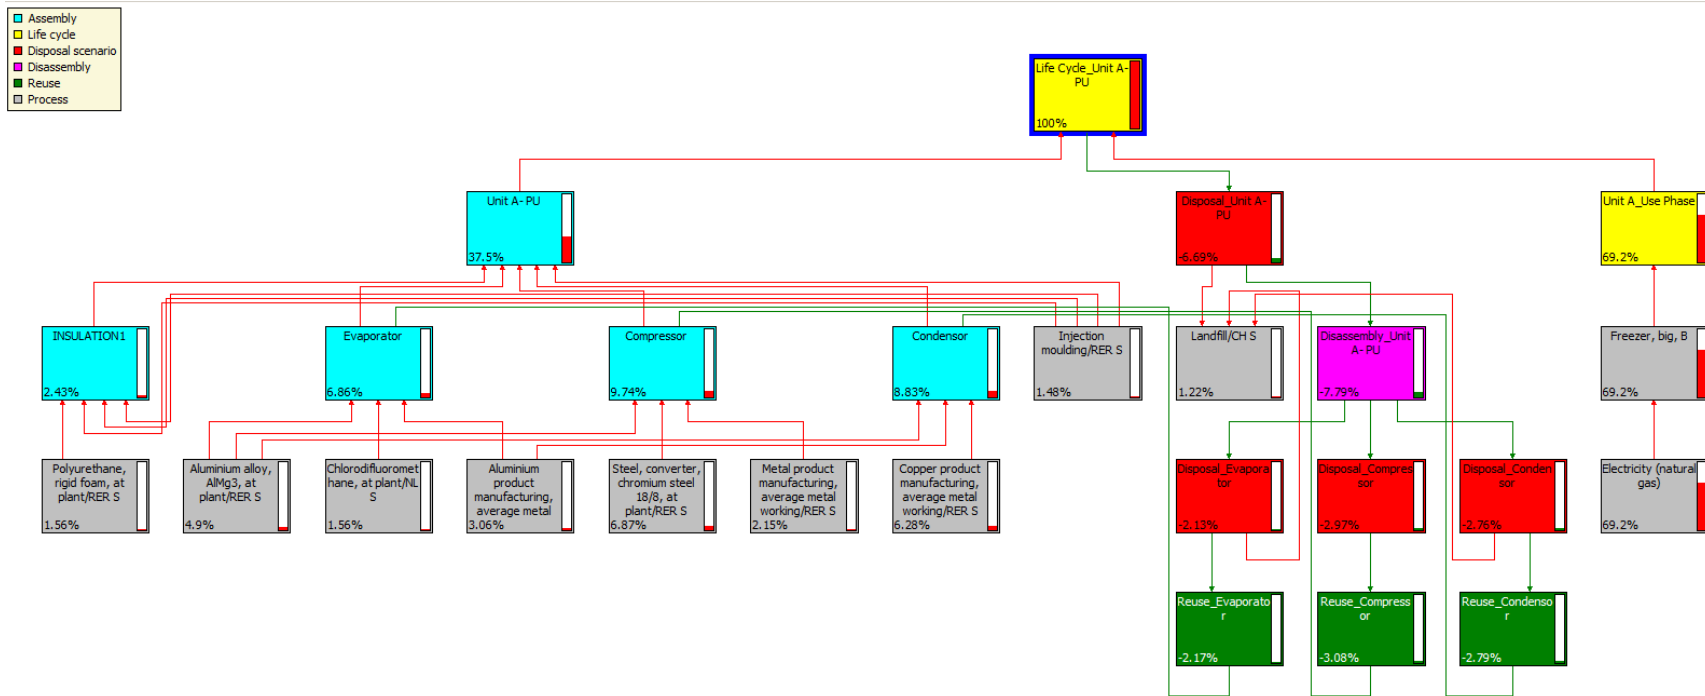 Assembly
Life cycle
Disposal scenario
Disassembly
Reuse
Process
Life Cycle_Unit A-
PU
100%
Unit A- PU
37.5%
Disposal_Unit A-
PU
-6.69%
Unit A_Use Phase
69.2%
INSULATION1
2.43%
Evaporator
6.86%
Compressor
9.74%
Condensor
8.83%
Injection
moulding/RER S
1.48%
Landfill/CH S
1.22%
Disassembly_Unit
A- PU
-7.79%
Freezer, big, B
69.2%
Polyurethane,
rigid foam, at
plant/RER S
1.56%
Aluminium alloy,
AlMg3, at
plant/RER S
4.9%
Chlorodifluoromet
hane, at plant/NL
S
1.56%
Aluminium
product
manufacturing,
average metal
3.06%
Steel, converter,
chromium steel
18/8, at
plant/RER S
6.87%
Metal product
manufacturing,
average metal
working/RER S
2.15%
Copper product
manufacturing,
average metal
working/RER S
6.28%
Disposal_Evapora
tor
-2.13%
Disposal_Compres
sor
-2.97%
Disposal_Conden
sor
-2.76%
Electricity (natural
gas)
69.2%
Reuse_Evaporato
r
-2.17%
Reuse_Compress
or
-3.08%
Reuse_Condenso
r
-2.79%